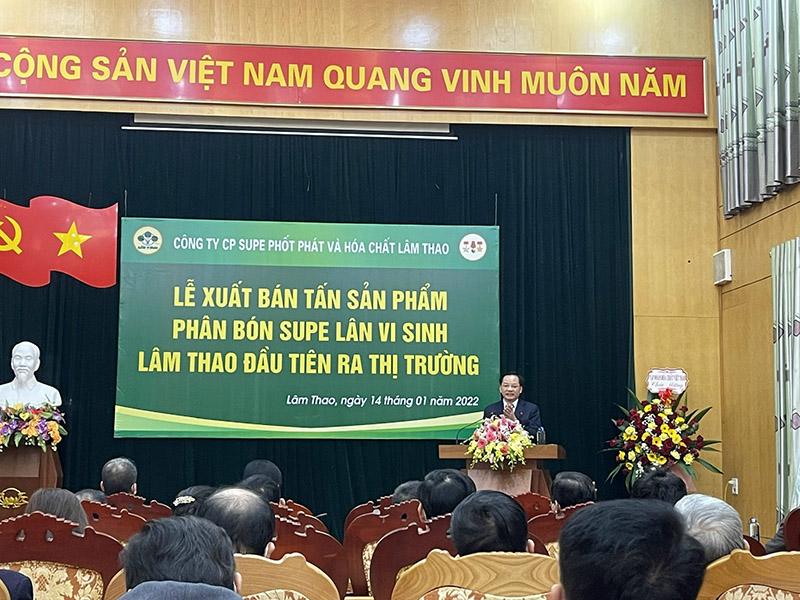 CỘNG SẢN VIỆT NAM QUANG VINH MUÔN NĂM
CÔNG TY CP SUPE PHỐT PHÁT VÀ HÓA CHẤT LÂM THAO
LỄ XUẤT BÁN TẤN SẢN PHẨM
PHÂN BÓN SUPE LÂN VI SINH
LÂM THAO ĐẦU TIÊN RA THỊ TRƯỜNG
Lâm Thao, ngày 14 tháng 01 năm 2022